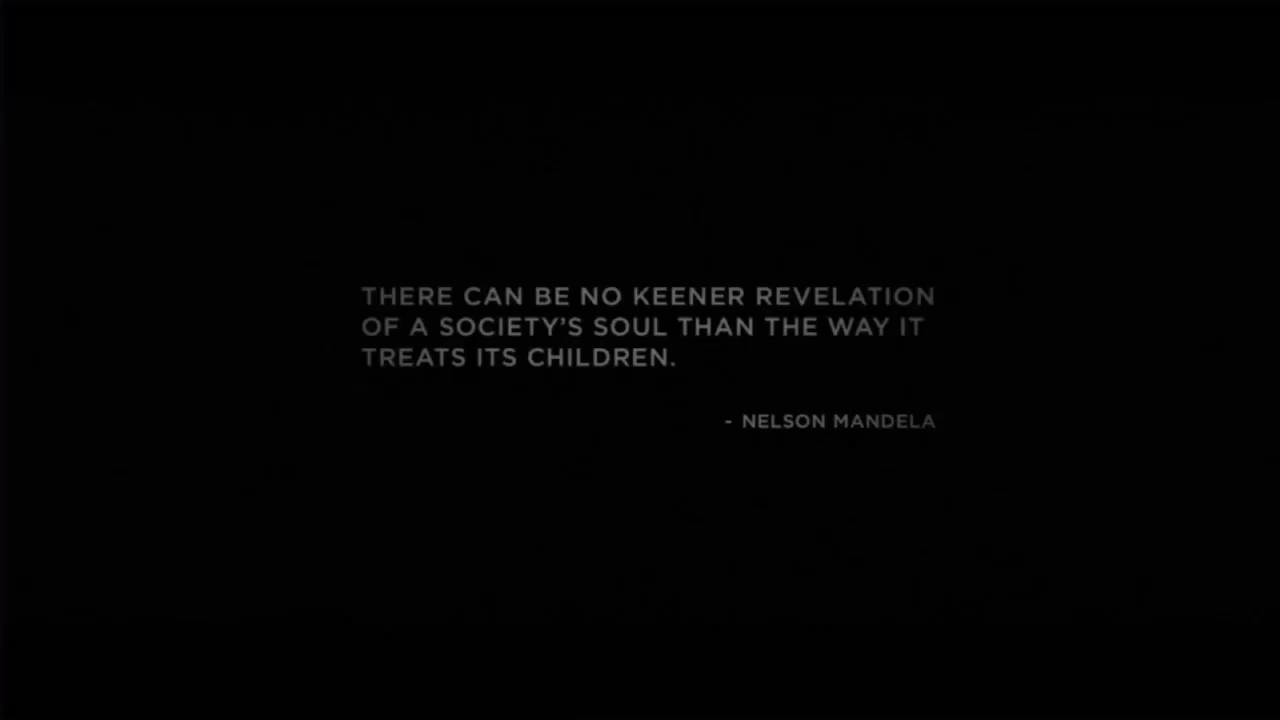 THERE CAN BE NO KEENER REVELATION
OF A SOCIETY’S SOUL THAN THE WAY IT
TREATS ITS CHILDREN.
- NELSON MANDELA